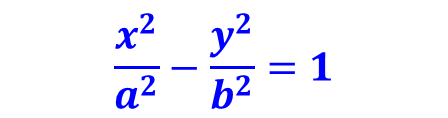 x²/a² − y²/b² = 1